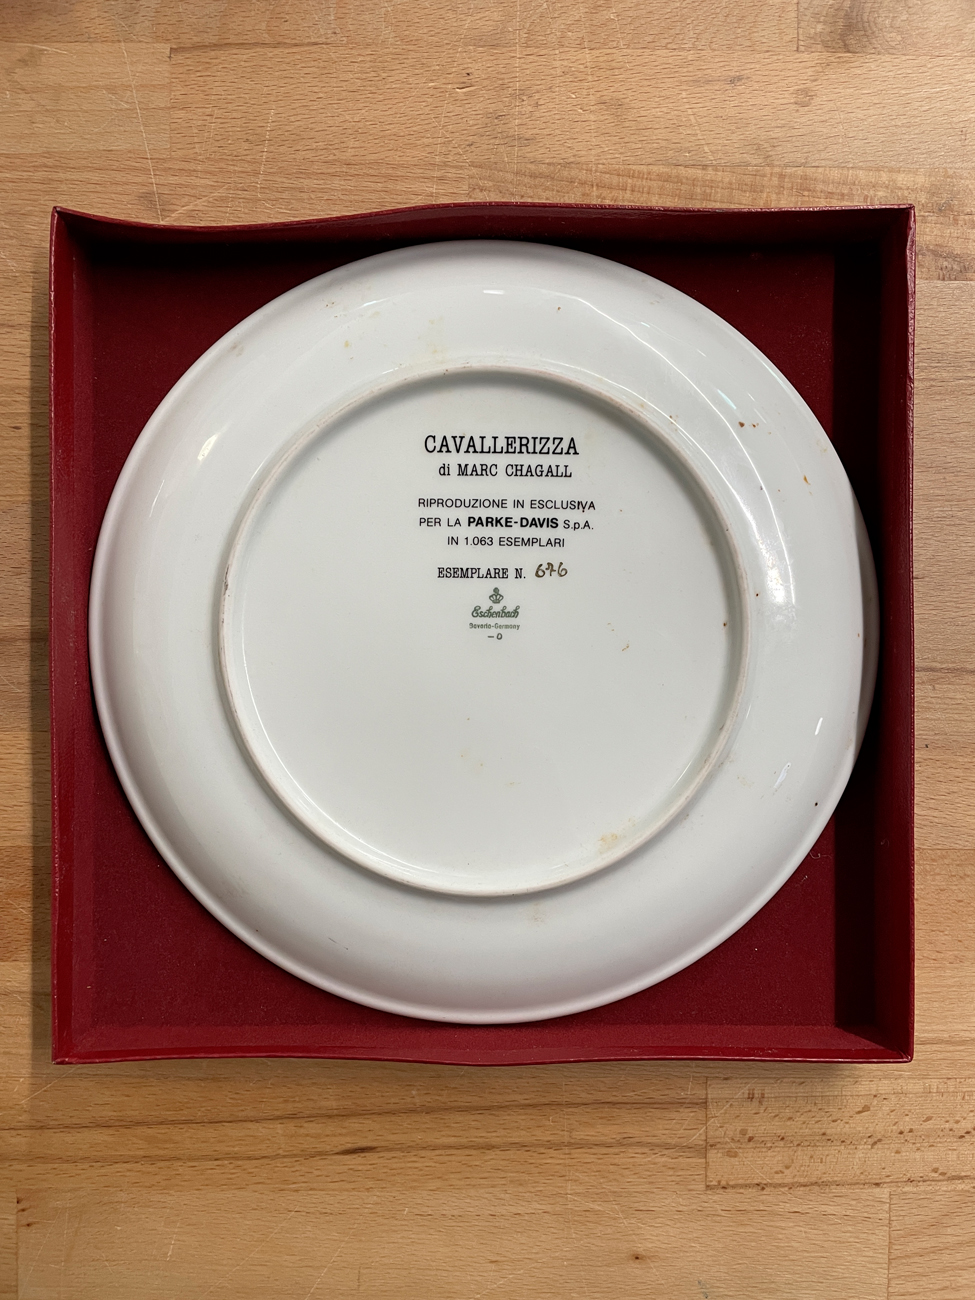 CAVALLERIZZA
di MARC CHAGALL
RIPRODUZIONE IN ESCLUSIVA
PER LA PARKE-DAVIS S.p.A.
IN 1.063 ESEMPLARI
ESEMPLARE N. 676
Eschenbach
Bavaria-Germany
— 0